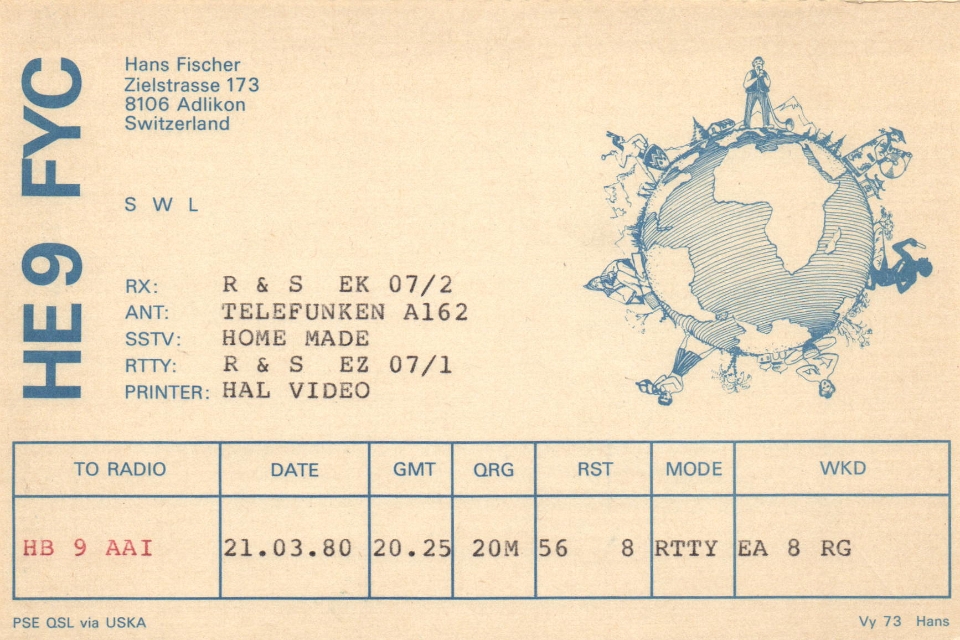 HE 9 FYC
Hans Fischer
Zielstrasse 173
8106 Adlikon
Switzerland
S W L
RX: R & S EK 07/2
ANT: TELEFUNKEN A162
SSTV: HOME MADE
RTTY: R & S EZ 07/1
PRINTER: HAL VIDEO
TO RADIO DATE GMT QRG RST MODE WKD
HB 9 AAI 21.03.80 20.25 20M 56 8 RTTY EA 8 RG
PSE QSL via USKA Vy 73 Hans